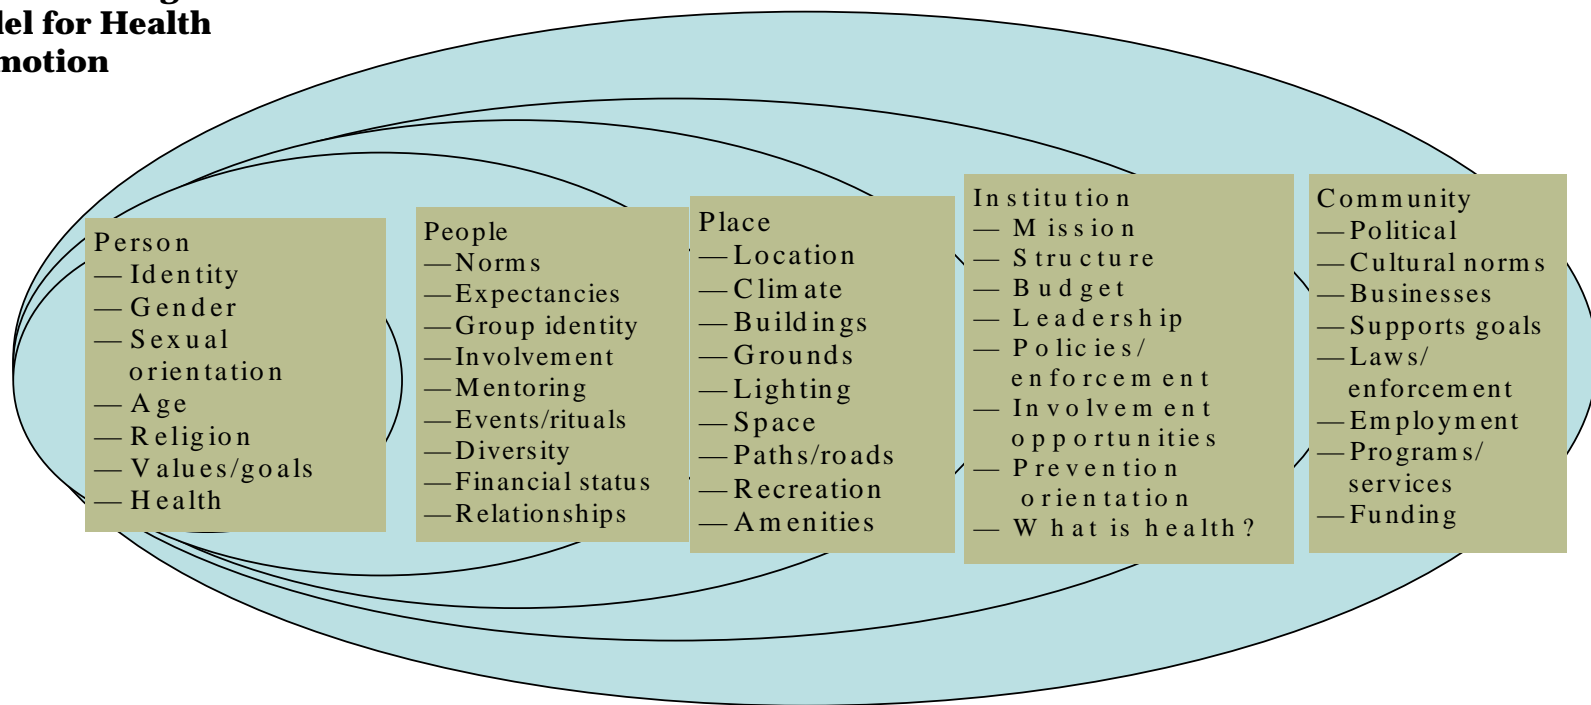 del for Health
motion
Person
— Identity
— Gender
— Sexual
orientation
— Age
— Religion
— Values/goals
— Health
People
— Norms
— Expectancies
— Group identity
— Involvement
— Mentoring
— Events/rituals
— Diversity
— Financial status
— Relationships
Place
— Location
— Climate
— Buildings
— Grounds
— Lighting
— Space
— Paths/roads
— Recreation
— Amenities
Institution
— Mission
— Structure
— Budget
— Leadership
— Policies/
enforcement
— Involvement
opportunities
— Prevention
orientation
— What is health?
Community
— Political
— Cultural norms
— Businesses
— Supports goals
— Laws/
enforcement
— Employment
— Programs/
services
— Funding